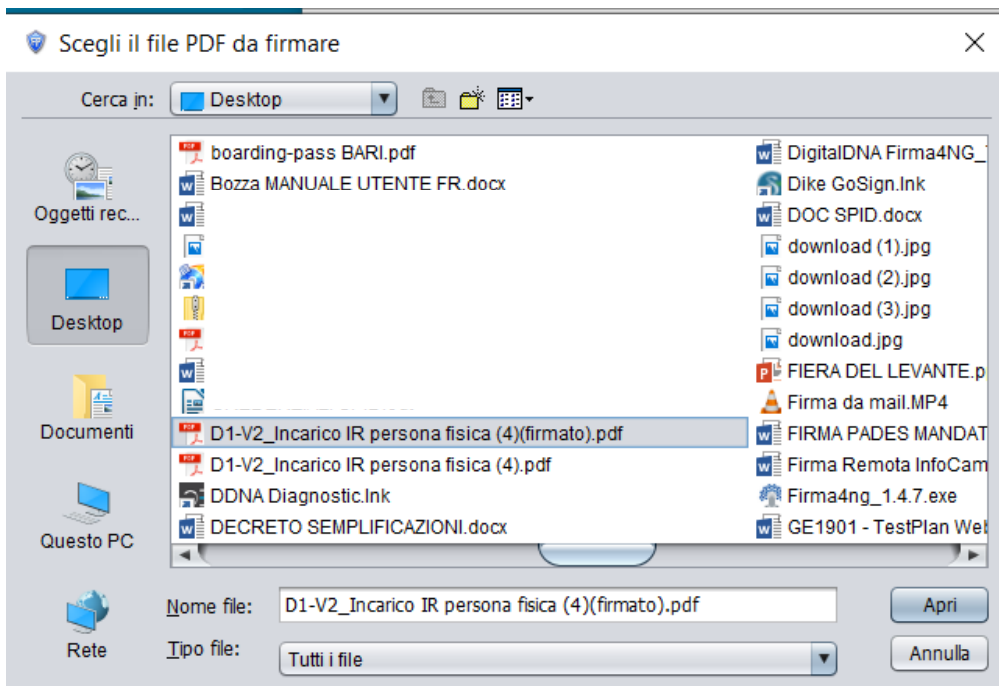 Scegli il file PDF da firmare
Cerca in: Desktop
Oggetti rec...
Desktop
Documenti
Questo PC
Rete
boarding-pass BARI.pdf
Bozza MANUALE UTENTE FR.docx
D1-V2_Incarico IR persona fisica (4)(firmato).pdf
D1-V2_Incarico IR persona fisica (4).pdf
DDNA Diagnostic.lnk
DECRETO SEMPLIFICAZIONI.docx
DigitalDNA Firma4NG_
Dike GoSign.lnk
DOC SPID.docx
download (1).jpg
download (2).jpg
download (3).jpg
download.jpg
FIERA DEL LEVANTE.p
Firma da mail.MP4
FIRMA PADES MANDAT
Firma Remota InfoCam
Firma4ng_1.4.7.exe
GE1901 - TestPlan Wel
Nome file: D1-V2_Incarico IR persona fisica (4)(firmato).pdf
Apri
Tipo file: Tutti i file
Annulla